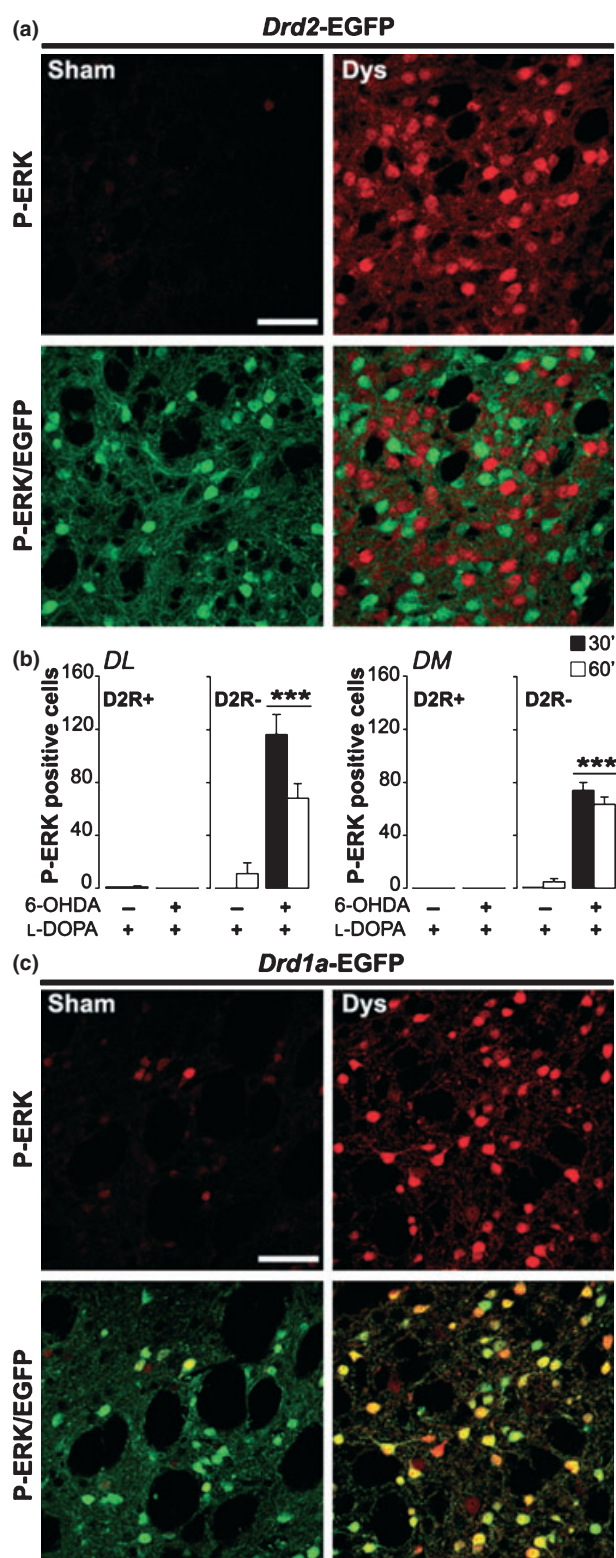 (a)
Drd2-EGFP
Sham
Dys
P-ERK
P-ERK/EGFP
(b)
DL
DM
30'
60'
P-ERK positive cells
160
120
80
40
0
D2R+
D2R-
***
P-ERK positive cells
160
120
80
40
0
D2R+
D2R-
***
6-OHDA – + – +
L-DOPA + + + +
6-OHDA – + – +
L-DOPA + + + +
(c)
Drd1a-EGFP
Sham
Dys
P-ERK
P-ERK/EGFP